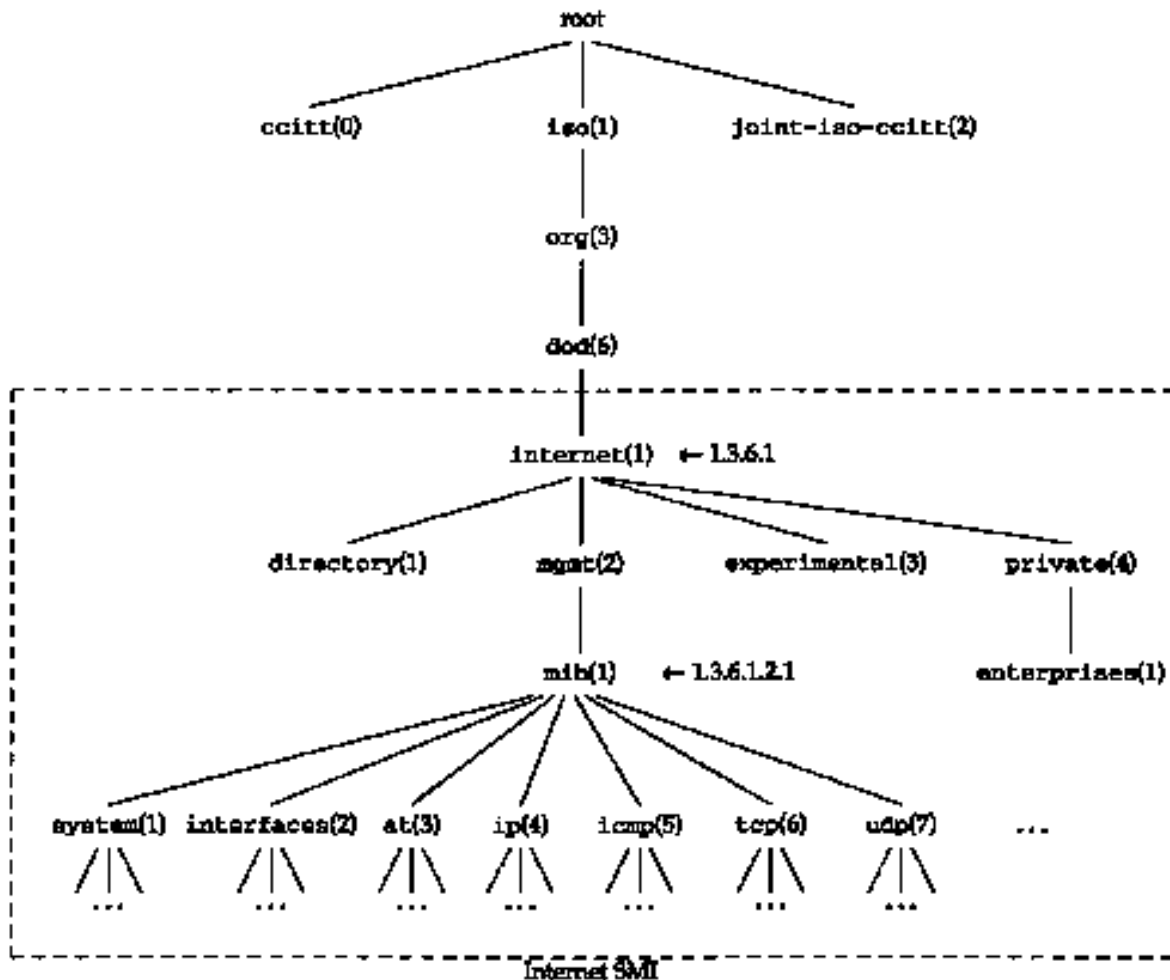 root
ccitt(0) iso(1) joint-iso-ccitt(2)
org(3)
dod(6)
internet(1) ← 1.3.6.1
directory(1) mgmt(2) experimental(3) private(4)
mib(1) ← 1.3.6.1.2.1 enterprises(1)
system(1) interfaces(2) at(3) ip(4) icmp(5) tcp(6) udp(7) ...
... ... ... ... ... ... ...
Internet SMI